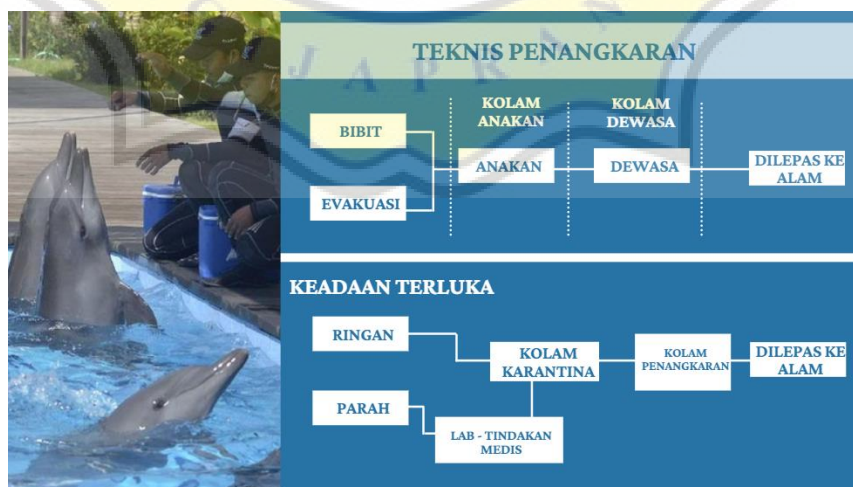 JAPRAN
TEKNIS PENANGKARAN
KOLAM
ANAKAN
KOLAM
DEWASA
BIBIT
EVAKUASI
ANAKAN
DEWASA
DILEPAS KE
ALAM
KEADAAN TERLUKA
RINGAN
PARAH
KOLAM
KARANTINA
LAB - TINDAKAN
MEDIS
KOLAM
PENANGKARAN
DILEPAS KE
ALAM